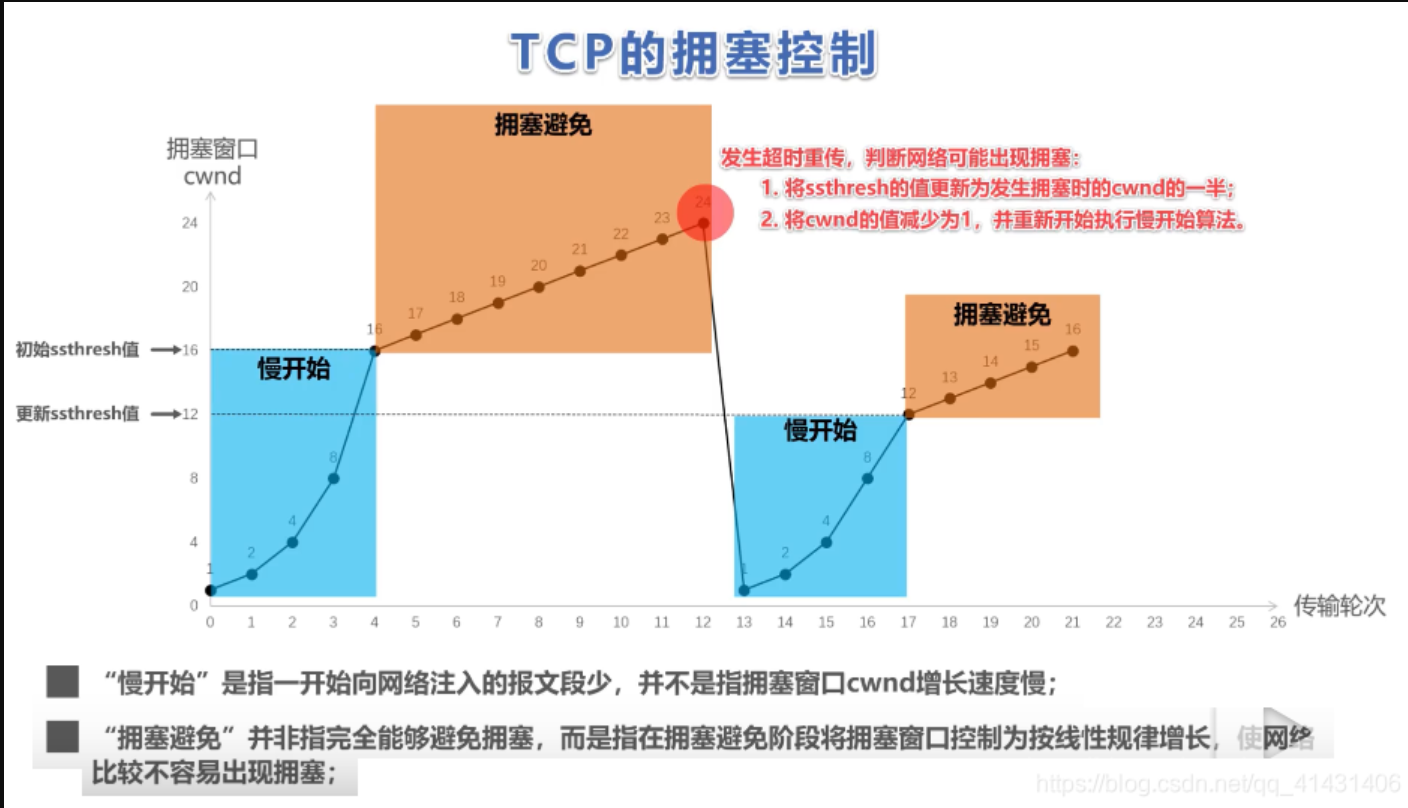 TCP的拥塞控制
拥塞避免
拥塞窗口
cwnd
发生超时重传，判断网络可能出现拥塞：
1. 将ssthresh的值更新为发生拥塞时的cwnd的一半；
2. 将cwnd的值减少为1，并重新开始执行慢开始算法。
24
24
23
22
21
20
20
19
18
17
16
初始ssthresh值
16
慢开始
拥塞避免
16
15
14
13
12
更新ssthresh值
12
慢开始
8
8
8
4
4
4
2
2
1
1
0
0 1 2 3 4 5 6 7 8 9 10 11 12 13 14 15 16 17 18 19 20 21 22 23 24 25 26
传输轮次
“慢开始”是指一开始向网络注入的报文段少，并不是指拥塞窗口cwnd增长速度慢；
“拥塞避免”并非指完全能够避免拥塞，而是指在拥塞避免阶段将拥塞窗口控制为按线性规律增长，使网络
比较不容易出现拥塞；
https://blog.csdn.net/qq_41431406